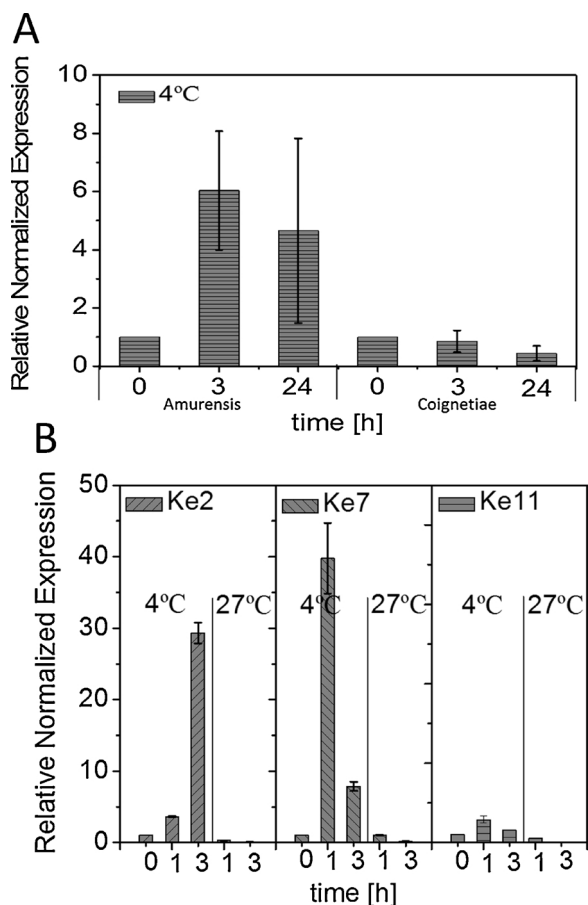 A
Relative Normalized Expression
10
8
6
4
2
0
4ºC
0 3 24 0 3 24
Amurensis Coignetiae
time [h]
B
Relative Normalized Expression
50
40
30
20
10
0
Ke2 Ke7 Ke11
4ºC 27ºC 4ºC 27ºC 4ºC 27ºC
0 1 3 1 3 0 1 3 1 3 0 1 3 1 3
time [h]